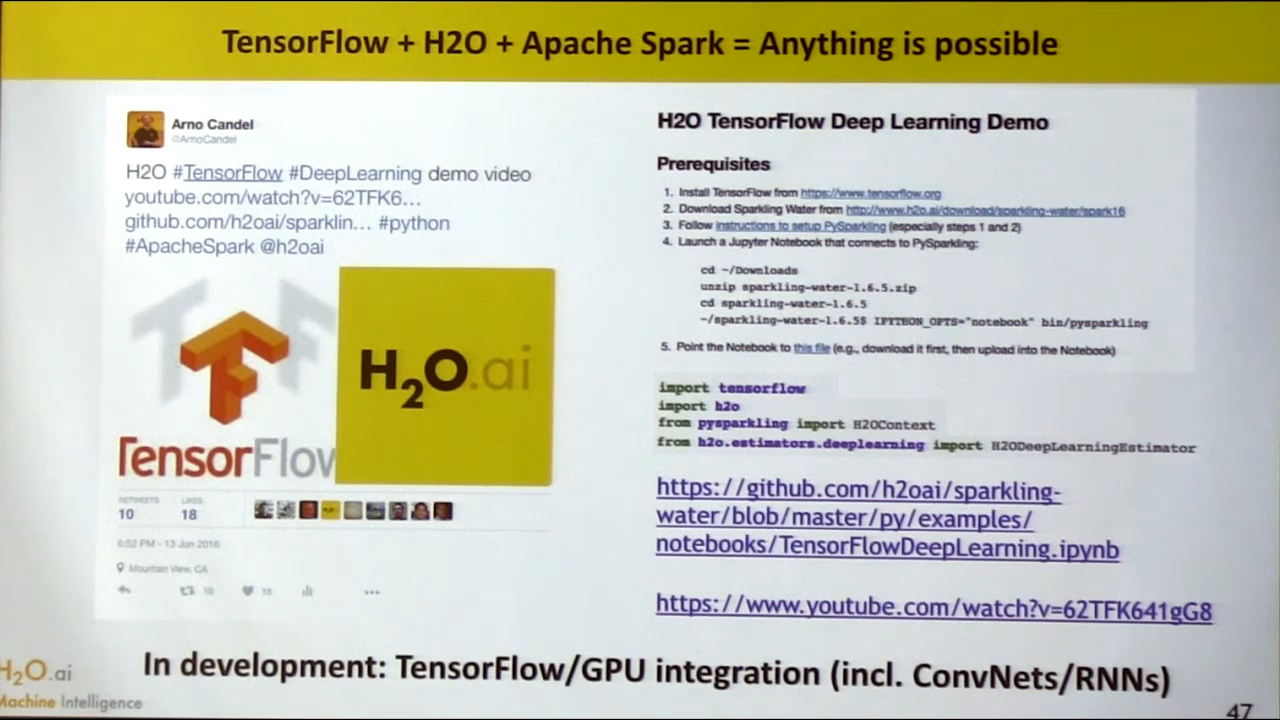 TensorFlow + H2O + Apache Spark = Anything is possible
Arno Candel
@ArnoCandel
H2O #TensorFlow #DeepLearning demo video
youtube.com/watch?v=62TFK6...
github.com/h2oai/sparklin... #python
#ApacheSpark @h2oai
TensorFlow
H2O.ai
RETWEETS
LIKES
10
18
6:52 PM - 13 Jun 2016
Mountain View, CA
10
18
...
H2O TensorFlow Deep Learning Demo
Prerequisites
1. Install TensorFlow from https://www.tensorflow.org
2. Download Sparkling Water from http://www.h2o.ai/download/sparkling-water/spark16
3. Follow instructions to setup PySparkling (especially steps 1 and 2)
4. Launch a Jupyter Notebook that connects to PySparkling:
cd ~/Downloads
unzip sparkling-water-1.6.5.zip
cd sparkling-water-1.6.5
~/sparkling-water-1.6.5$ IPYTHON_OPTS="notebook" bin/pysparkling
5. Point the Notebook to this file (e.g., download it first, then upload into the Notebook)
import tensorflow
import h2o
from pysparkling import H2OContext
from h2o.estimators.deeplearning import H2ODeepLearningEstimator
https://github.com/h2oai/sparkling-
water/blob/master/py/examples/
notebooks/TensorFlowDeepLearning.ipynb
https://www.youtube.com/watch?v=62TFK641gG8
In development: TensorFlow/GPU integration (incl. ConvNets/RNNs)
H2O.ai
Machine Intelligence
47